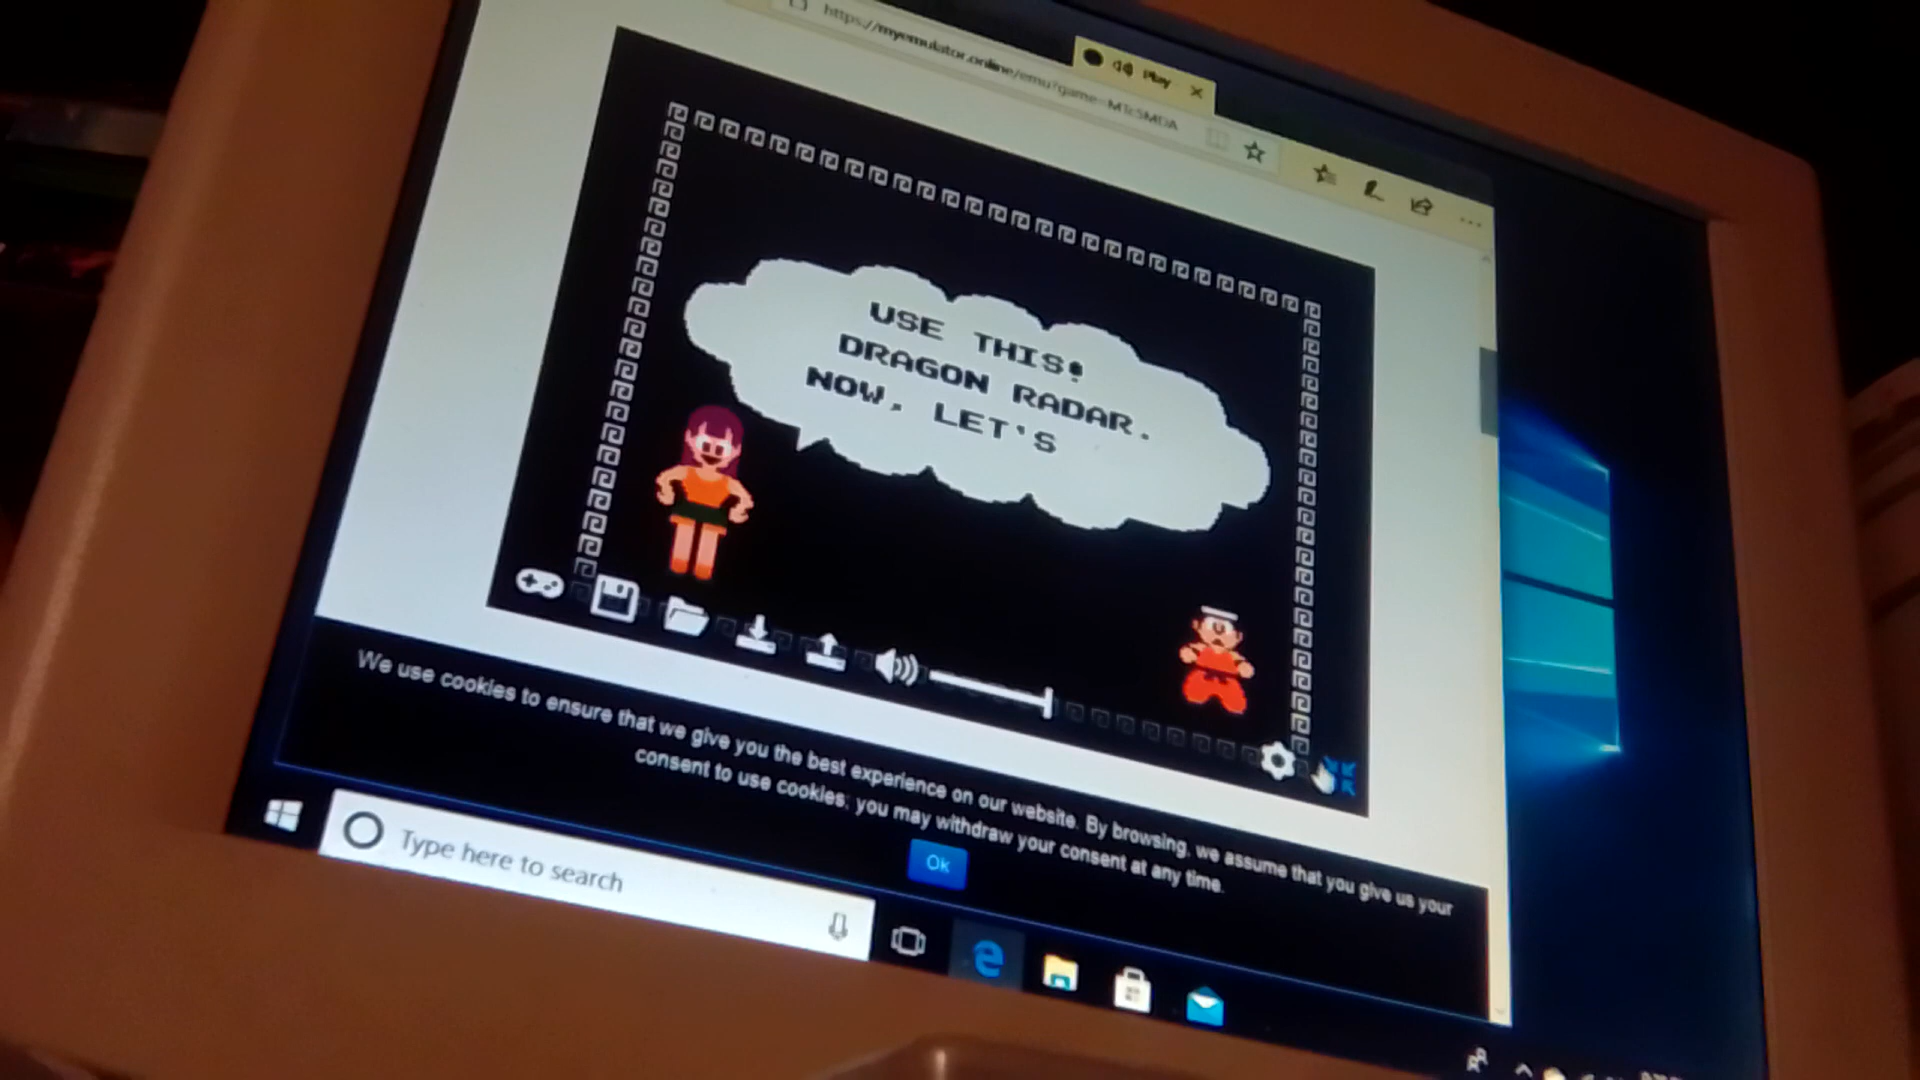 Play
https://myemulator.online/emu?game=
USE THIS!
DRAGON RADAR.
NOW, LET'S
We use cookies to ensure that we give you the best experience on our website. By browsing, we assume that you give us your
consent to use cookies; you may withdraw your consent at any time.
Ok
Type here to search